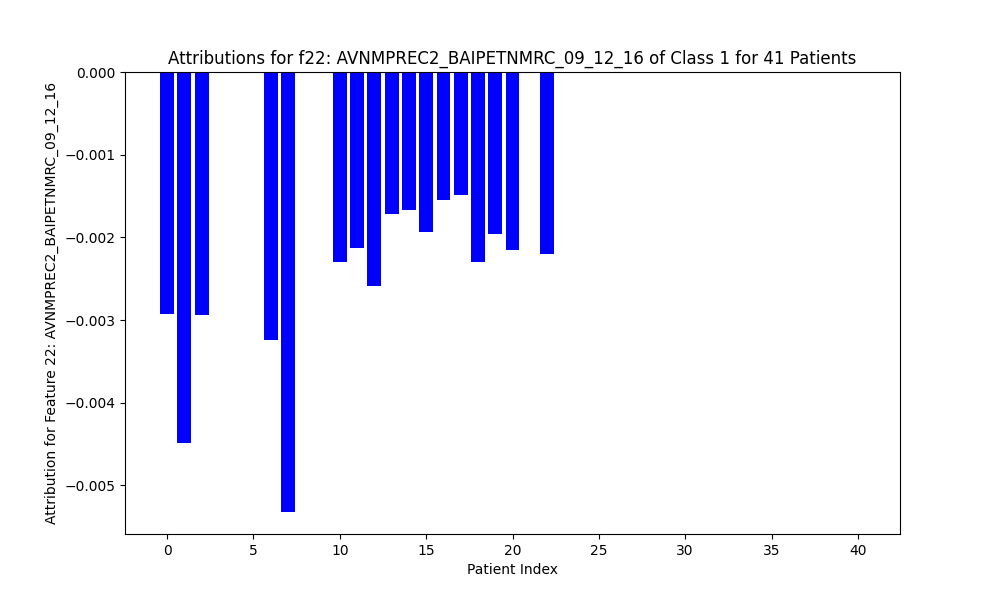 Attributions for f22: AVNMPREC2_BAIPETNMRC_09_12_16 of Class 1 for 41 Patients
Attribution for Feature 22: AVNMPREC2_BAIPETNMRC_09_12_16
0.000
−0.001
−0.002
−0.003
−0.004
−0.005
0 5 10 15 20 25 30 35 40
Patient Index